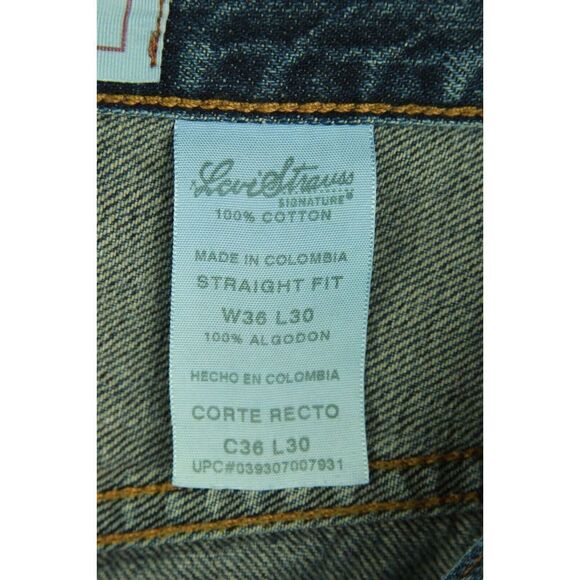 Levi Strauss
SIGNATURE®
100% COTTON
MADE IN COLOMBIA
STRAIGHT FIT
W36 L30
100% ALGODON
HECHO EN COLOMBIA
CORTE RECTO
C36 L30
UPC#039307007931